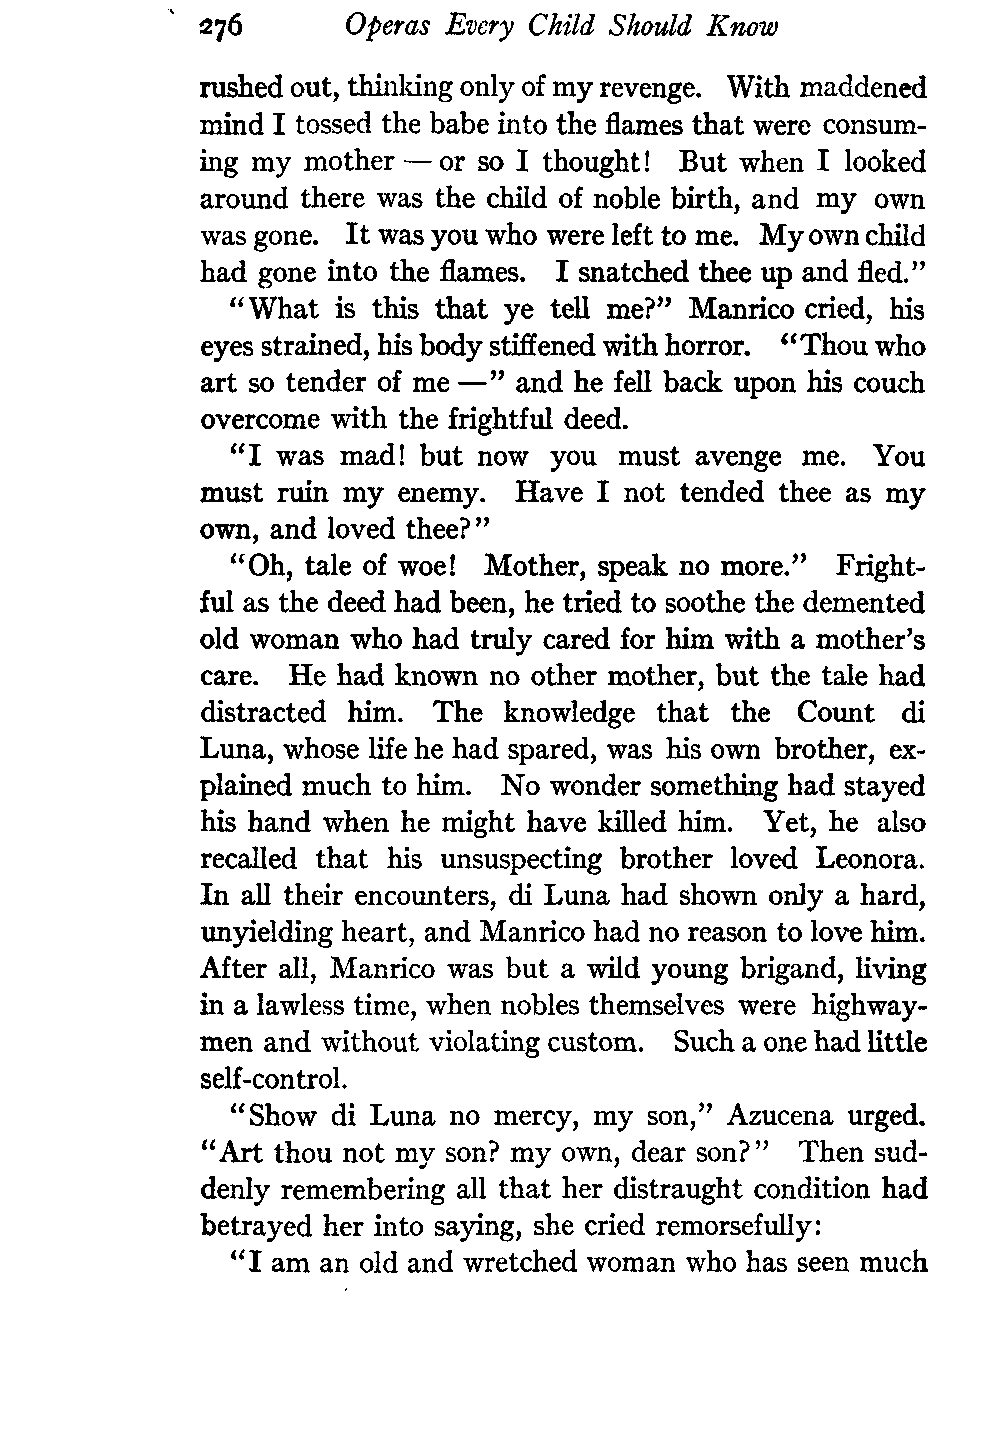 276 Operas Every Child Should Know
rushed out, thinking only of my revenge. With maddened
mind I tossed the babe into the flames that were consum-
ing my mother — or so I thought! But when I looked
around there was the child of noble birth, and my own
was gone. It was you who were left to me. My own child
had gone into the flames. I snatched thee up and fled."
"What is this that ye tell me?" Manrico cried, his
eyes strained, his body stiffened with horror. "Thou who
art so tender of me —" and he fell back upon his couch
overcome with the frightful deed.
"I was mad! but now you must avenge me. You
must ruin my enemy. Have I not tended thee as my
own, and loved thee?"
"Oh, tale of woe! Mother, speak no more." Fright-
ful as the deed had been, he tried to soothe the demented
old woman who had truly cared for him with a mother's
care. He had known no other mother, but the tale had
distracted him. The knowledge that the Count di
Luna, whose life he had spared, was his own brother, ex-
plained much to him. No wonder something had stayed
his hand when he might have killed him. Yet, he also
recalled that his unsuspecting brother loved Leonora.
In all their encounters, di Luna had shown only a hard,
unyielding heart, and Manrico had no reason to love him.
After all, Manrico was but a wild young brigand, living
in a lawless time, when nobles themselves were highway-
men and without violating custom. Such a one had little
self-control.
"Show di Luna no mercy, my son," Azucena urged.
"Art thou not my son? my own, dear son?" Then sud-
denly remembering all that her distraught condition had
betrayed her into saying, she cried remorsefully:
"I am an old and wretched woman who has seen much